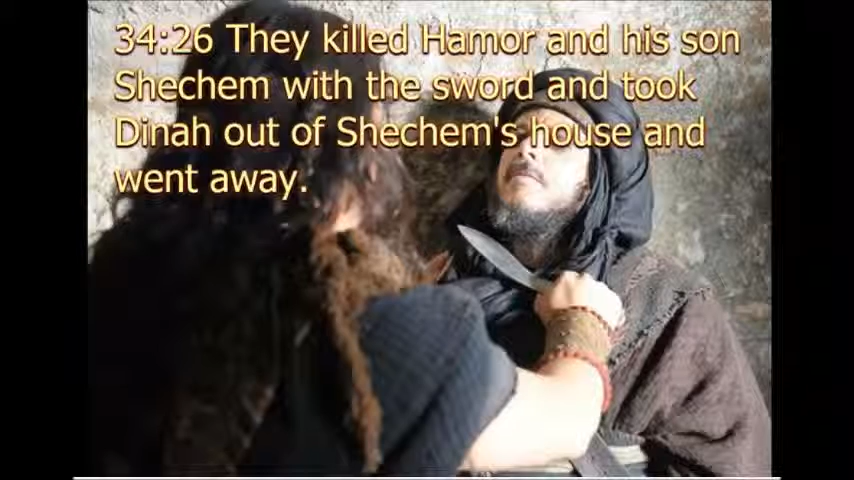 34:26 They killed Hamor and his son
Shechem with the sword and took
Dinah out of Shechem's house and
went away.